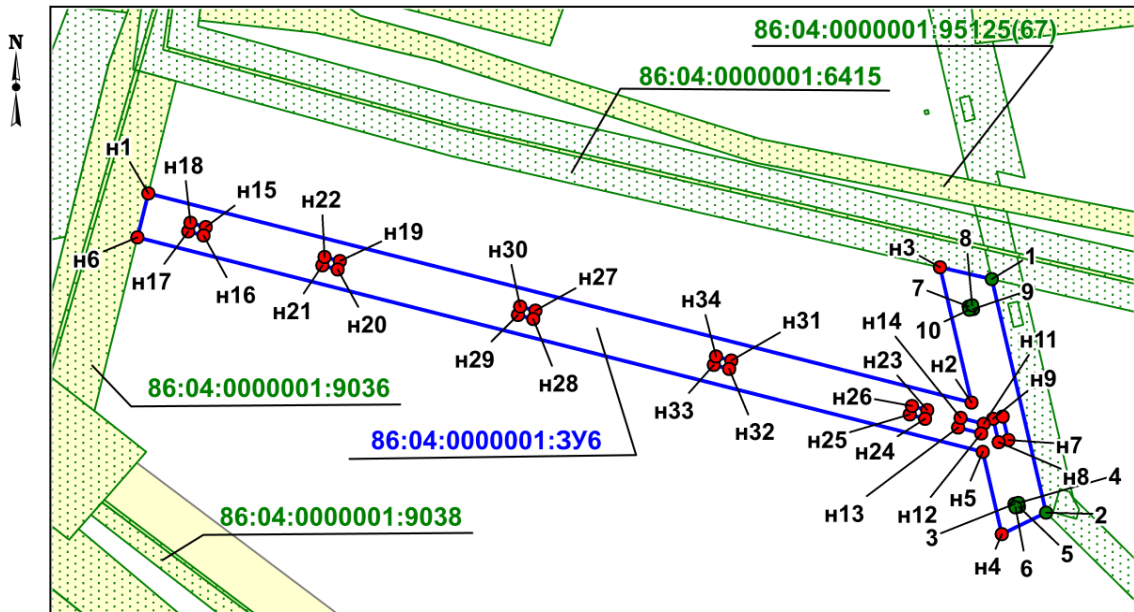 86:04:0000001:95125(67)
N
86:04:0000001:6415
н1
н18
н15
н22
н19
н6
н17
н16
н21
н20
н30
н27
н3
8
1
7
9
10
н29
н28
н34
н31
н14
н11
н23
н2
н9
н26
н33
н32
н25
н24
н7
86:04:0000001:9036
86:04:0000001:ЗУ6
н5
н8
4
н13
н12
3
2
86:04:0000001:9038
н4
6
5